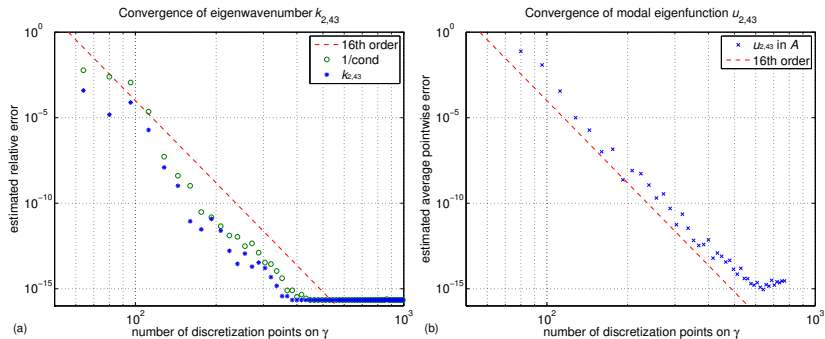 Convergence of eigenwavenumber k2,43
10^0
10^-5
10^-10
10^-15
estimated relative error
16th order
1/cond
k2,43
10^2
10^3
(a)
number of discretization points on γ
Convergence of modal eigenfunction u2,43
10^0
10^-5
10^-10
10^-15
estimated average pointwise error
u2,43 in A
16th order
10^2
10^3
(b)
number of discretization points on γ